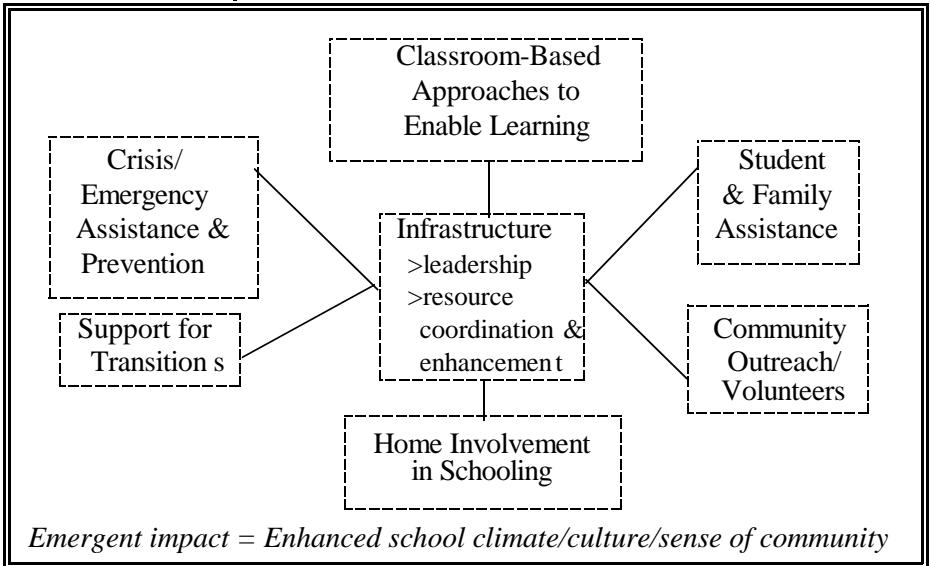 Classroom-Based
Approaches to
Enable Learning
Crisis/
Emergency
Assistance &
Prevention
Student
& Family
Assistance
Infrastructure
>leadership
>resource
coordination &
enhancemen t
Support for
Transition s
Community
Outreach/
Volunteers
Home Involvement
in Schooling
Emergent impact = Enhanced school climate/culture/sense of community